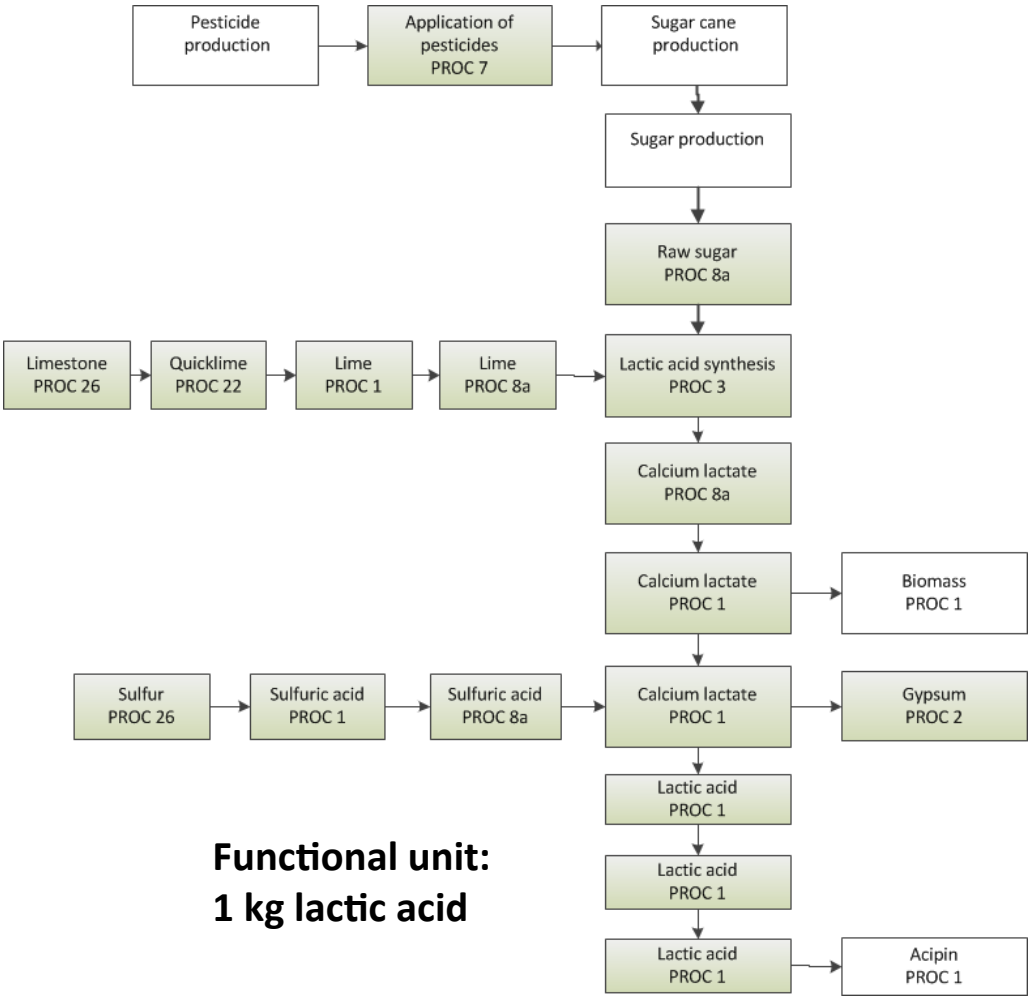 Pesticide
production
Application of
pesticides
PROC 7
Sugar cane
production
Sugar production
Raw sugar
PROC 8a
Limestone
PROC 26
Quicklime
PROC 22
Lime
PROC 1
Lime
PROC 8a
Lactic acid synthesis
PROC 3
Calcium lactate
PROC 8a
Calcium lactate
PROC 1
Biomass
PROC 1
Sulfur
PROC 26
Sulfuric acid
PROC 1
Sulfuric acid
PROC 8a
Calcium lactate
PROC 1
Gypsum
PROC 2
Lactic acid
PROC 1
Functional unit:
1 kg lactic acid
Lactic acid
PROC 1
Lactic acid
PROC 1
Acipin
PROC 1